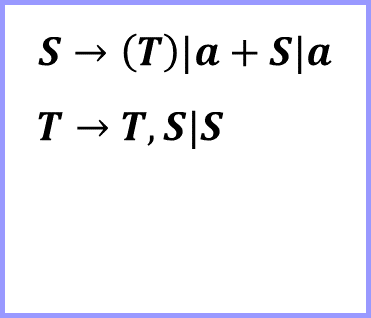 S → (T)|a + S|a
T → T, S|S